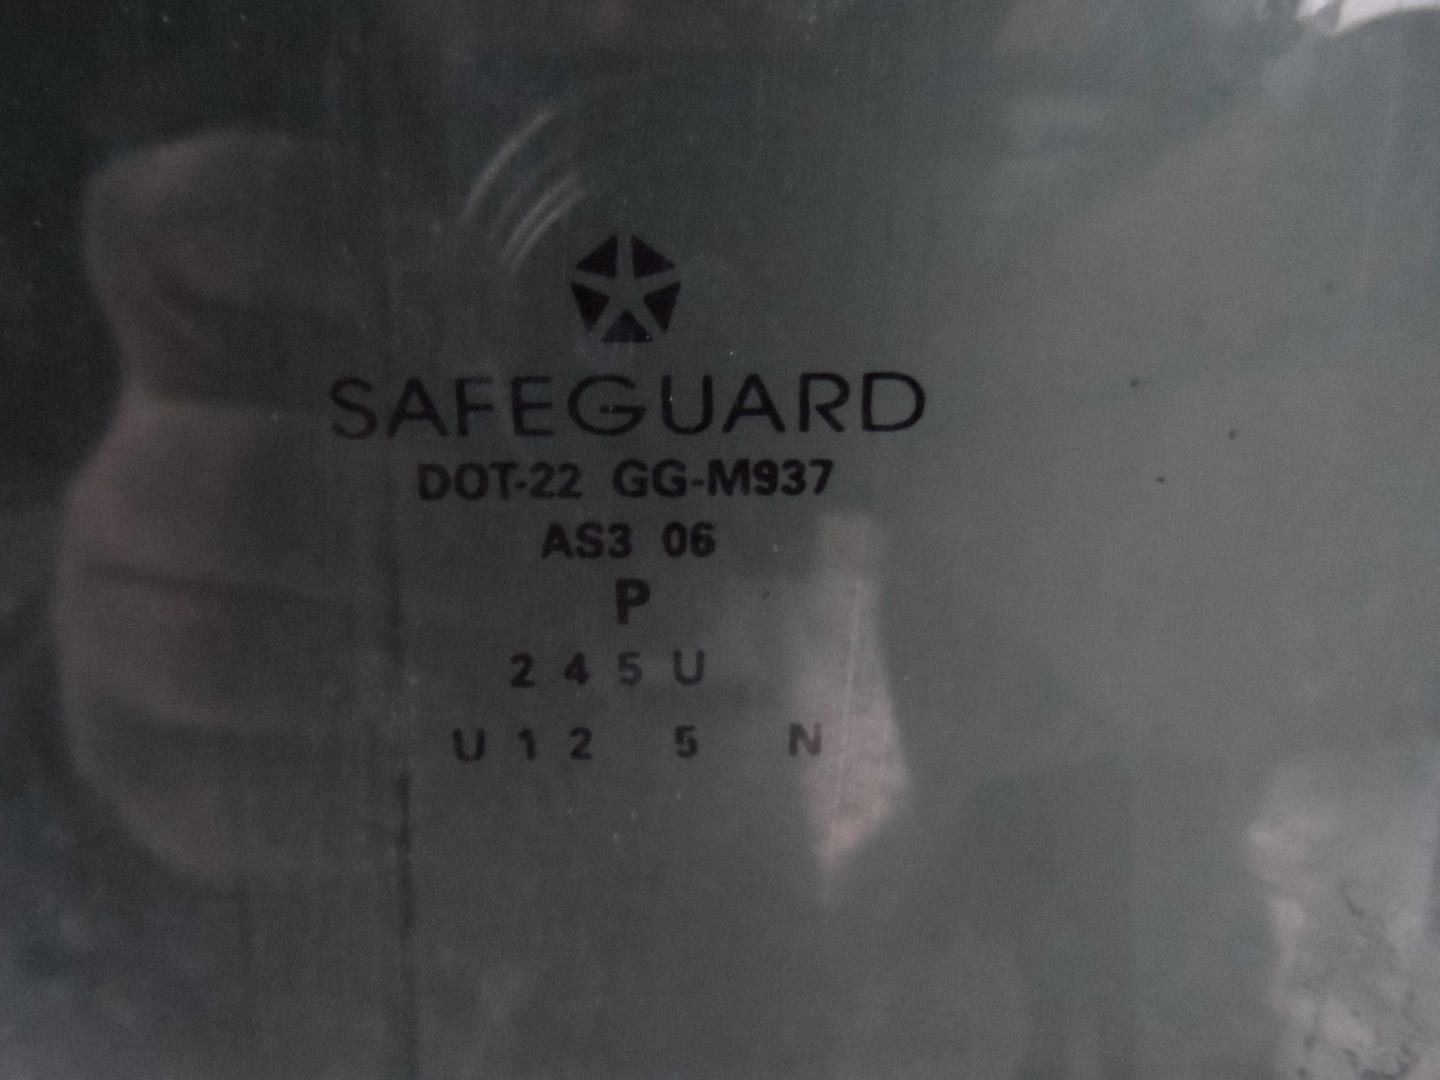 SAFEGUARD
DOT-22 GG-M937
AS3 06
P
2 4 5 U
U 1 2 5 N